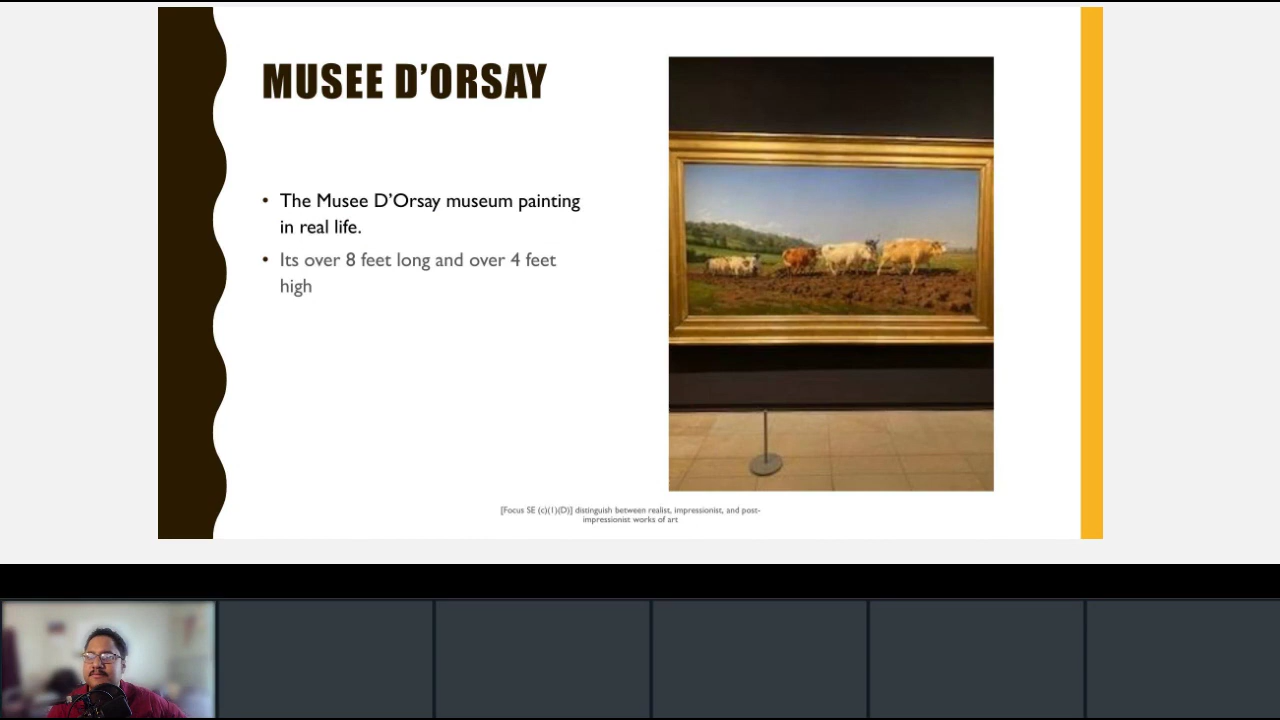 MUSEE D’ORSAY
• The Musee D’Orsay museum painting
in real life.
• Its over 8 feet long and over 4 feet
high
[Focus SE (c)(1)(D)] distinguish between realist, impressionist, and post-
impressionist works of art